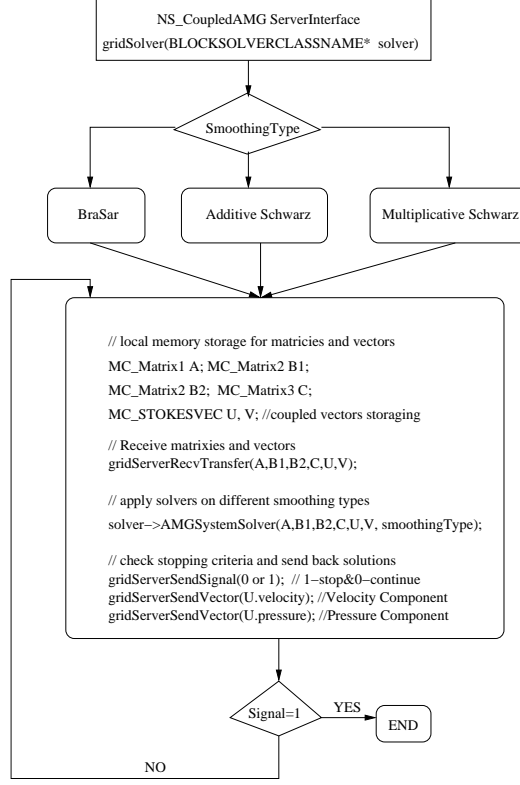 NS_CoupledAMG ServerInterface
gridSolver(BLOCKSOLVERCLASSNAME* solver)
SmoothingType
BraSar
Additive Schwarz
Multiplicative Schwarz
// local memory storage for matricies and vectors
MC_Matrix1 A; MC_Matrix2 B1;
MC_Matrix2 B2; MC_Matrix3 C;
MC_STOKESVEC U, V; //coupled vectors storaging
// Receive matrixies and vectors
gridServerRecvTransfer(A,B1,B2,C,U,V);
// apply solvers on different smoothing types
solver−>AMGSystemSolver(A,B1,B2,C,U,V, smoothingType);
// check stopping criteria and send back solutions
gridServerSendSignal(0 or 1); // 1−stop&0−continue
gridServerSendVector(U.velocity); //Velocity Component
gridServerSendVector(U.pressure); //Pressure Component
Signal=1
YES
END
NO